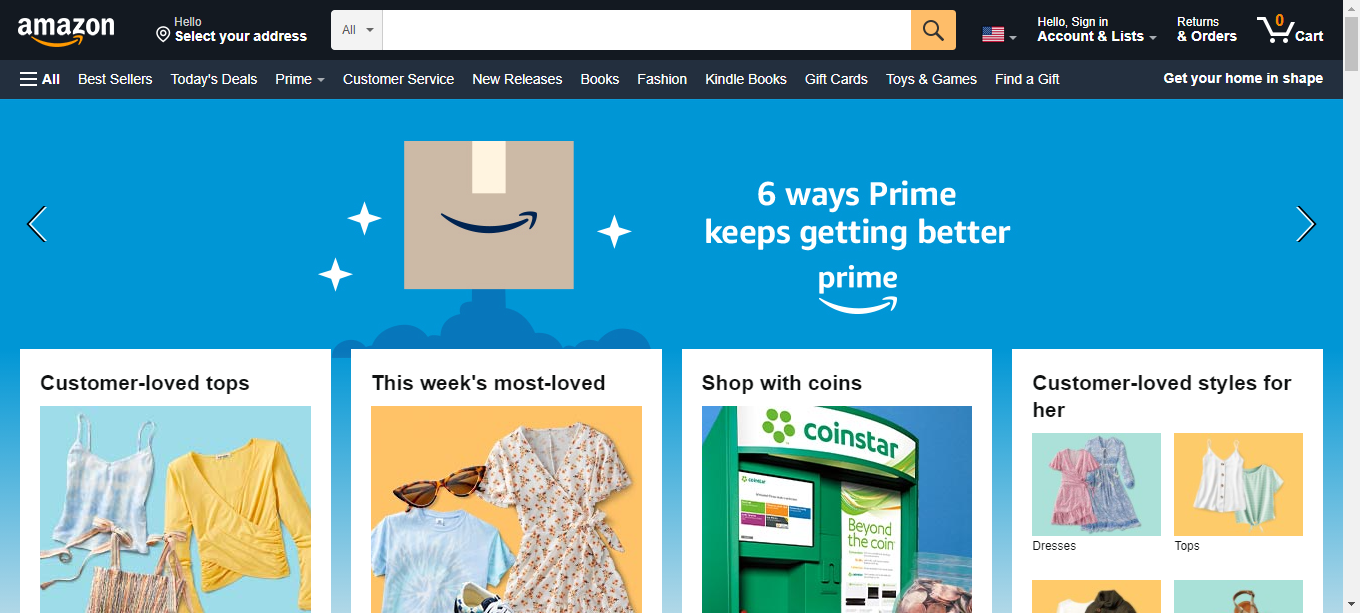 amazon
Hello
Select your address
All
Hello, Sign in
Account & Lists
Returns
& Orders
0
Cart
All
Best Sellers
Today's Deals
Prime
Customer Service
New Releases
Books
Fashion
Kindle Books
Gift Cards
Toys & Games
Find a Gift
Get your home in shape
6 ways Prime
keeps getting better
prime
Customer-loved tops
This week's most-loved
Shop with coins
coinstar
coinstar
Beyond
the coin
Customer-loved styles for
her
Dresses
Tops